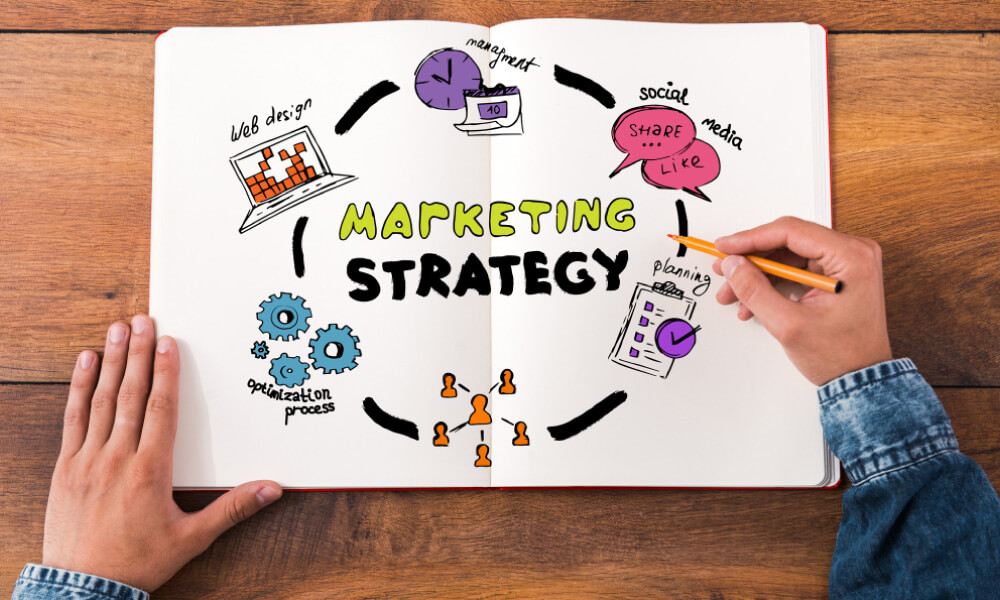 managment
10
Web design
social
media
SHARE
LIKE
MARKETING
STRATEGY
planning
optimization
process